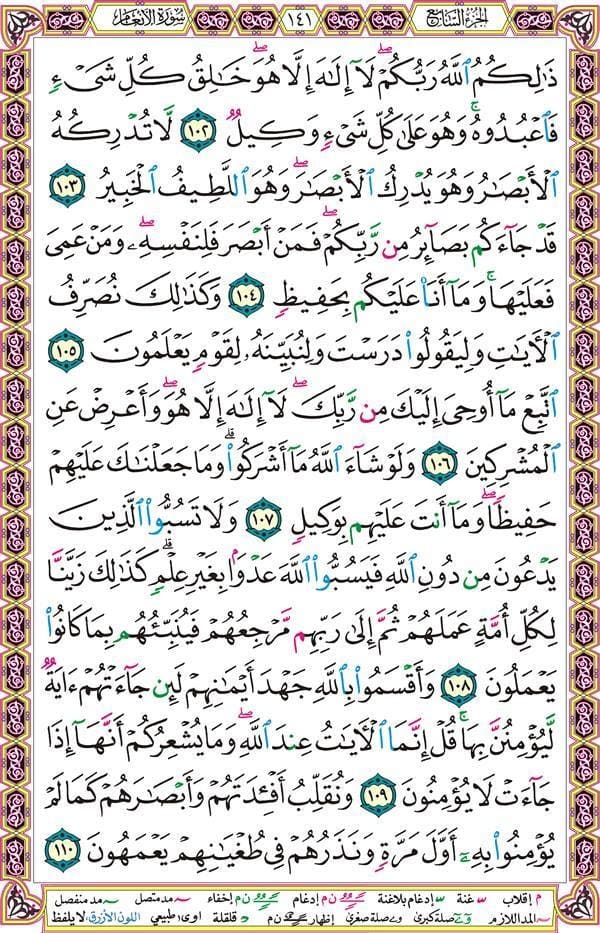 الجزء السابع ١٤١ سورة الأنعام
ذَٰلِكُمُ ٱللَّهُ رَبُّكُمْ ۖ لَآ إِلَٰهَ إِلَّا هُوَ ۖ خَٰلِقُ كُلِّ شَىْءٍ
فَٱعْبُدُوهُ ۚ وَهُوَ عَلَىٰ كُلِّ شَىْءٍ وَكِيلٌ ١٠٢ لَّا تُدْرِكُهُ
ٱلْأَبْصَٰرُ وَهُوَ يُدْرِكُ ٱلْأَبْصَٰرَ ۖ وَهُوَ ٱللَّطِيفُ ٱلْخَبِيرُ ١٠٣
قَدْ جَآءَكُم بَصَآئِرُ مِن رَّبِّكُمْ ۖ فَمَنْ أَبْصَرَ فَلِنَفْسِهِۦ ۖ وَمَنْ عَمِىَ
فَعَلَيْهَا ۚ وَمَآ أَنَا۠ عَلَيْكُم بِحَفِيظٍ ١٠٤ وَكَذَٰلِكَ نُصَرِّفُ
ٱلْءَايَٰتِ وَلِيَقُولُوا۟ دَرَسْتَ وَلِنُبَيِّنَهُۥ لِقَوْمٍ يَعْلَمُونَ ١٠٥
ٱتَّبِعْ مَآ أُوحِىَ إِلَيْكَ مِن رَّبِّكَ ۖ لَآ إِلَٰهَ إِلَّا هُوَ ۖ وَأَعْرِضْ عَنِ
ٱلْمُشْرِكِينَ ١٠٦ وَلَوْ شَآءَ ٱللَّهُ مَآ أَشْرَكُوا۟ ۗ وَمَا جَعَلْنَٰكَ عَلَيْهِمْ
حَفِيظًا ۖ وَمَآ أَنتَ عَلَيْهِم بِوَكِيلٍ ١٠٧ وَلَا تَسُبُّوا۟ ٱلَّذِينَ
يَدْعُونَ مِن دُونِ ٱللَّهِ فَيَسُبُّوا۟ ٱللَّهَ عَدْوًۢا بِغَيْرِ عِلْمٍ ۗ كَذَٰلِكَ زَيَّنَّا
لِكُلِّ أُمَّةٍ عَمَلَهُمْ ثُمَّ إِلَىٰ رَبِّهِم مَّرْجِعُهُمْ فَيُنَبِّئُهُم بِمَا كَانُوا۟
يَعْمَلُونَ ١٠٨ وَأَقْسَمُوا۟ بِٱللَّهِ جَهْدَ أَيْمَٰنِهِمْ لَئِن جَآءَتْهُمْ ءَايَةٌ
لَّيُؤْمِنُنَّ بِهَا ۚ قُلْ إِنَّمَا ٱلْءَايَٰتُ عِندَ ٱللَّهِ ۖ وَمَا يُشْعِرُكُمْ أَنَّهَآ إِذَا
جَآءَتْ لَا يُؤْمِنُونَ ١٠٩ وَنُقَلِّبُ أَفْـِٔدَتَهُمْ وَأَبْصَٰرَهُمْ كَمَا لَمْ
يُؤْمِنُوا۟ بِهِۦٓ أَوَّلَ مَرَّةٍ وَنَذَرُهُمْ فِى طُغْيَٰنِهِمْ يَعْمَهُونَ ١١٠
م إقلاب غنة إدغام بلاغنة ن م إدغام ن م إخفاء مد متصل مد منفصل
المد اللازم صلة كبرى صلة صغرى إظهار ن م قلقلة اوى طبيعي اللون الأزرق لا يلفظ